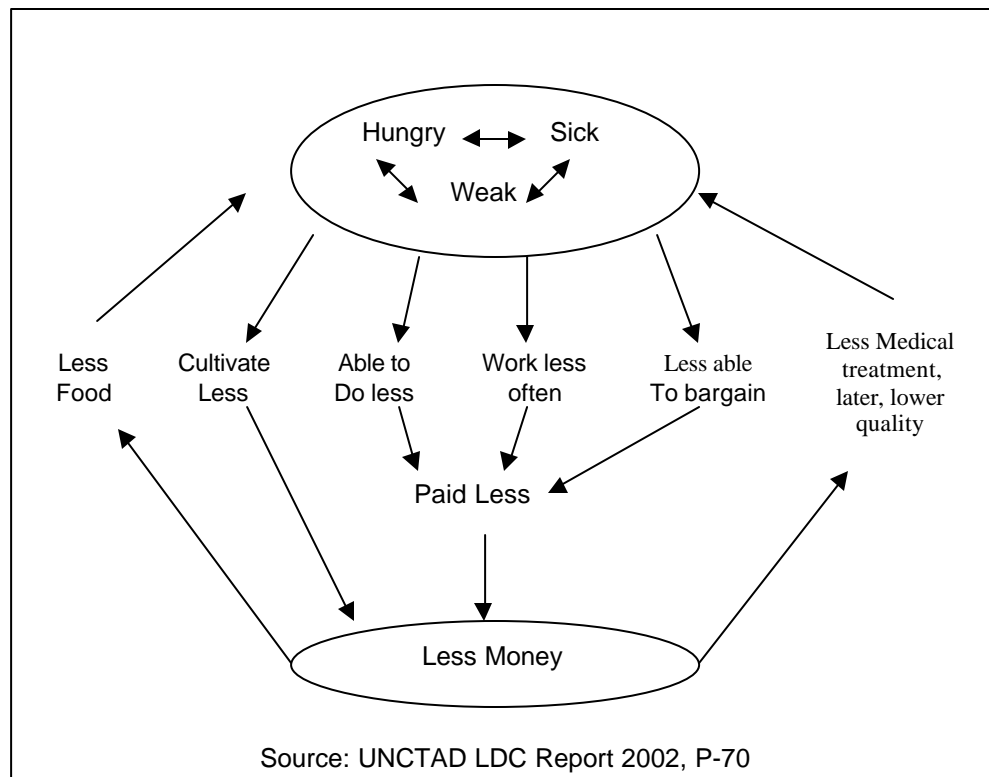 Hungry
Sick
Weak
Less
Food
Cultivate
Less
Able to
Do less
Work less
often
Less able
To bargain
Less Medical
treatment,
later, lower
quality
Paid Less
Less Money
Source: UNCTAD LDC Report 2002, P-70